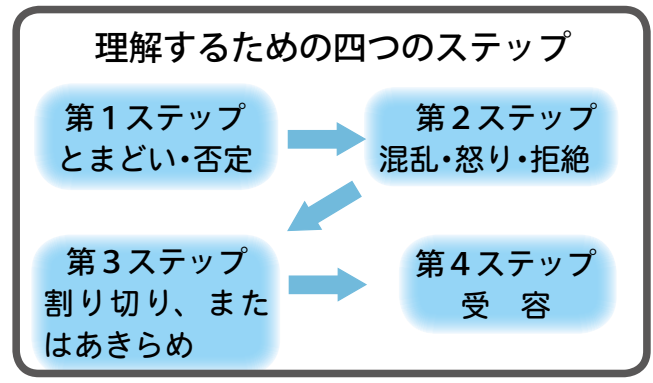 理解するための四つのステップ
第1ステップ
とまどい・否定
第2ステップ
混乱・怒り・拒絶
第3ステップ
割り切り、また
はあきらめ
第4ステップ
受　容